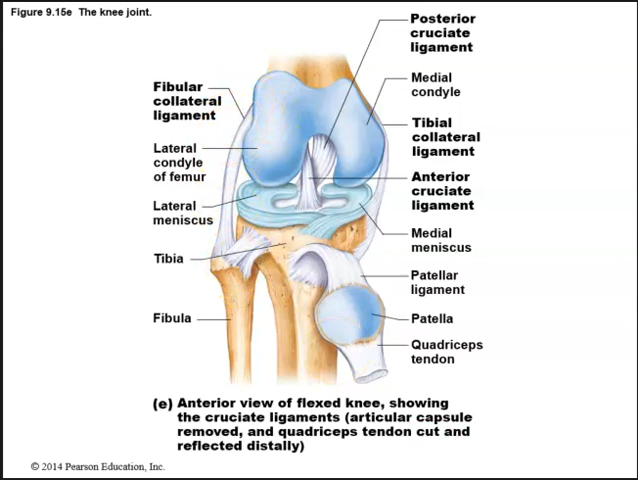 Figure 9.15e The knee joint.
Posterior
cruciate
ligament
Medial
condyle
Fibular
collateral
ligament
Tibial
collateral
ligament
Lateral
condyle
of femur
Anterior
cruciate
ligament
Lateral
meniscus
Medial
meniscus
Tibia
Patellar
ligament
Fibula
Patella
Quadriceps
tendon
(e) Anterior view of flexed knee, showing
the cruciate ligaments (articular capsule
removed, and quadriceps tendon cut and
reflected distally)
© 2014 Pearson Education, Inc.